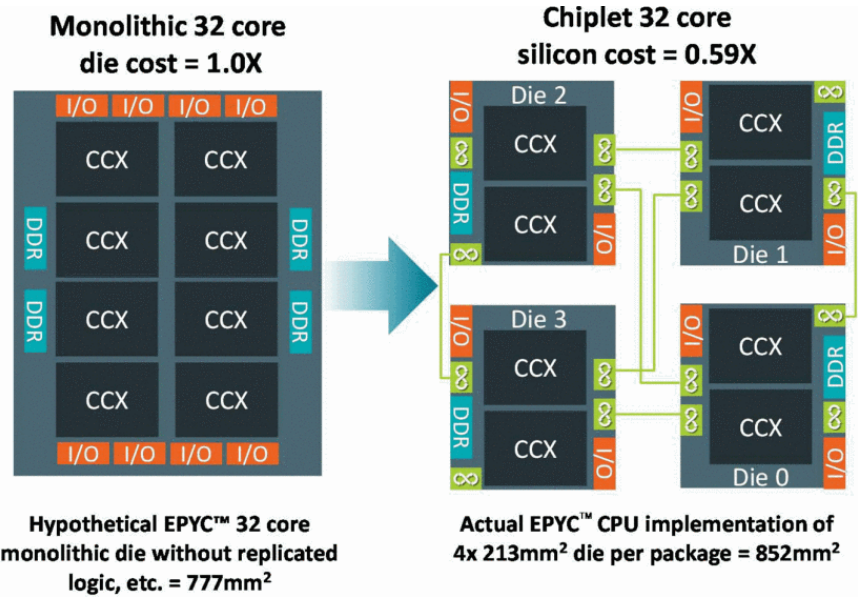 Monolithic 32 core
die cost = 1.0X
I/O I/O I/O I/O
CCX CCX
DDR CCX CCX DDR
DDR CCX CCX DDR
CCX CCX
I/O I/O I/O I/O
Hypothetical EPYC™ 32 core
monolithic die without replicated
logic, etc. = 777mm²
Chiplet 32 core
silicon cost = 0.59X
Die 2
I/O
∞
DDR
∞
CCX
CCX
∞
∞
I/O
I/O
∞
∞
CCX
CCX
∞
DDR
∞
I/O
Die 1
Die 3
I/O
∞
DDR
∞
CCX
CCX
∞
∞
I/O
I/O
∞
∞
CCX
CCX
∞
DDR
∞
I/O
Die 0
Actual EPYC™ CPU implementation of
4x 213mm² die per package = 852mm²